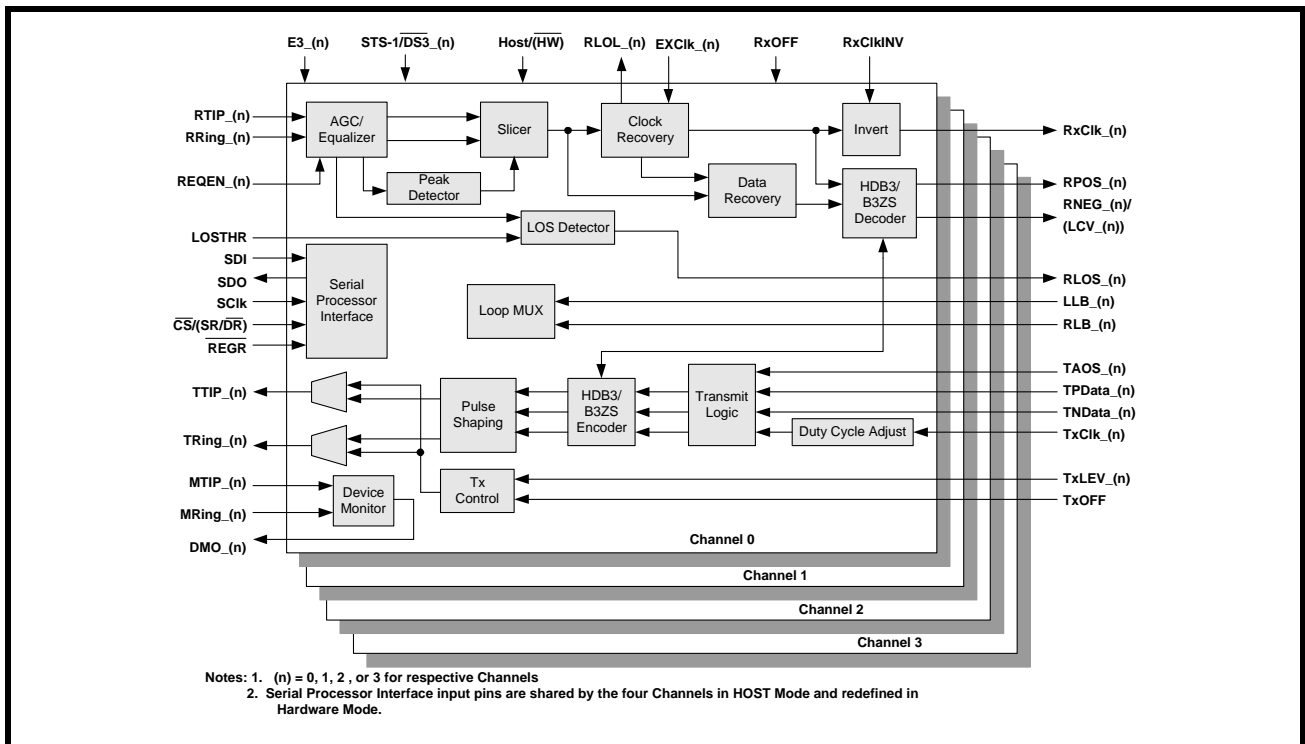 E3_(n)
STS-1/DS3_(n)
Host/(HW)
RLOL_(n)
EXClk_(n)
RxOFF
RxClkINV
RTIP_(n)
RRing_(n)
REQEN_(n)
AGC/
Equalizer
Peak
Detector
Slicer
Clock
Recovery
Data
Recovery
Invert
HDB3/
B3ZS
Decoder
RxClk_(n)
RPOS_(n)
RNEG_(n)/
(LCV_(n))
LOSTHR
LOS Detector
RLOS_(n)
SDI
SDO
SClk
CS/(SR/DR)
REGR
Serial
Processor
Interface
Loop MUX
LLB_(n)
RLB_(n)
TTIP_(n)
TRing_(n)
Pulse
Shaping
HDB3/
B3ZS
Encoder
Transmit
Logic
Duty Cycle Adjust
TAOS_(n)
TPData_(n)
TNData_(n)
TxClk_(n)
MTIP_(n)
MRing_(n)
DMO_(n)
Device
Monitor
Tx
Control
TxLEV_(n)
TxOFF
Channel 0
Channel 1
Channel 2
Channel 3
Notes: 1. (n) = 0, 1, 2 , or 3 for respective Channels
2. Serial Processor Interface input pins are shared by the four Channels in HOST Mode and redefined in
Hardware Mode.